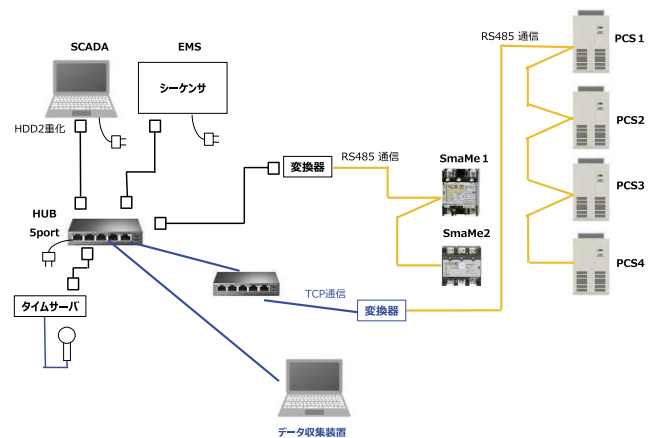 SCADA
EMS
シーケンサ
HDD2重化
RS485 通信
PCS 1
PCS2
PCS3
PCS4
変換器
RS485 通信
SmaMe 1
SmaMe2
HUB
5port
タイムサーバ
TCP通信
変換器
データ収集装置